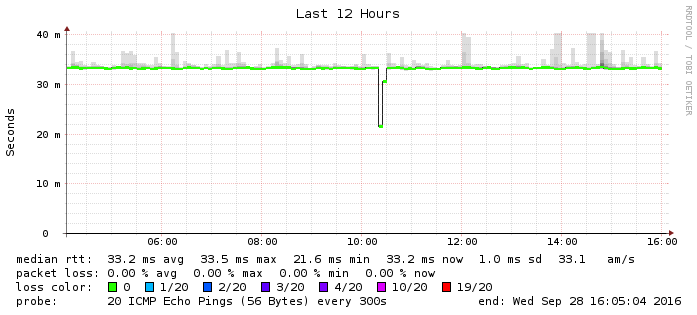 Last 12 Hours
RRDTOOL / TOBI OETIKER
Seconds
40 m
30 m
20 m
10 m
0
06:00 08:00 10:00 12:00 14:00 16:00
median rtt: 33.2 ms avg 33.5 ms max 21.6 ms min 33.2 ms now 1.0 ms sd 33.1 am/s
packet loss: 0.00 % avg 0.00 % max 0.00 % min 0.00 % now
loss color: 0 1/20 2/20 3/20 4/20 10/20 19/20
probe: 20 ICMP Echo Pings (56 Bytes) every 300s end: Wed Sep 28 16:05:04 2016